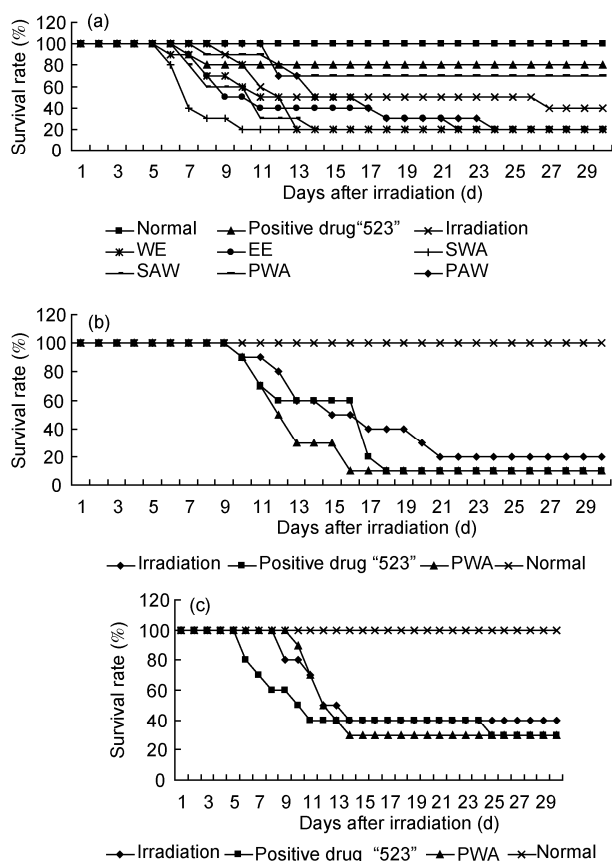 (a)
Survival rate (%)
120
100
80
60
40
20
0
1 3 5 7 9 11 13 15 17 19 21 23 25 27 29
Days after irradiation (d)
Normal Positive drug“523” Irradiation
WE EE SWA
SAW PWA PAW
(b)
Survival rate (%)
120
100
80
60
40
20
0
1 3 5 7 9 11 13 15 17 19 21 23 25 27 29
Days after irradiation (d)
Irradiation Positive drug “523” PWA Normal
(c)
Survival rate (%)
120
100
80
60
40
20
0
1 3 5 7 9 11 13 15 17 19 21 23 25 27 29
Days after irradiation (d)
Irradiation Positive drug “523” PWA Normal